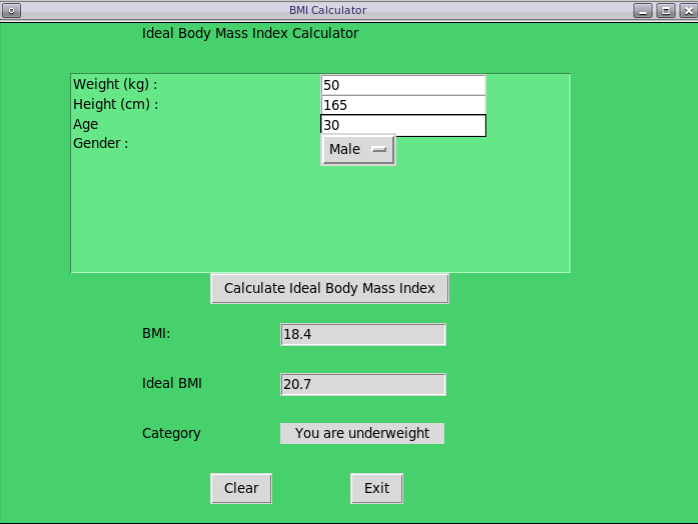 BMI Calculator
Ideal Body Mass Index Calculator
Weight (kg) : 50
Height (cm) : 165
Age 30
Gender : Male
Calculate Ideal Body Mass Index
BMI: 18.4
Ideal BMI 20.7
Category You are underweight
Clear Exit